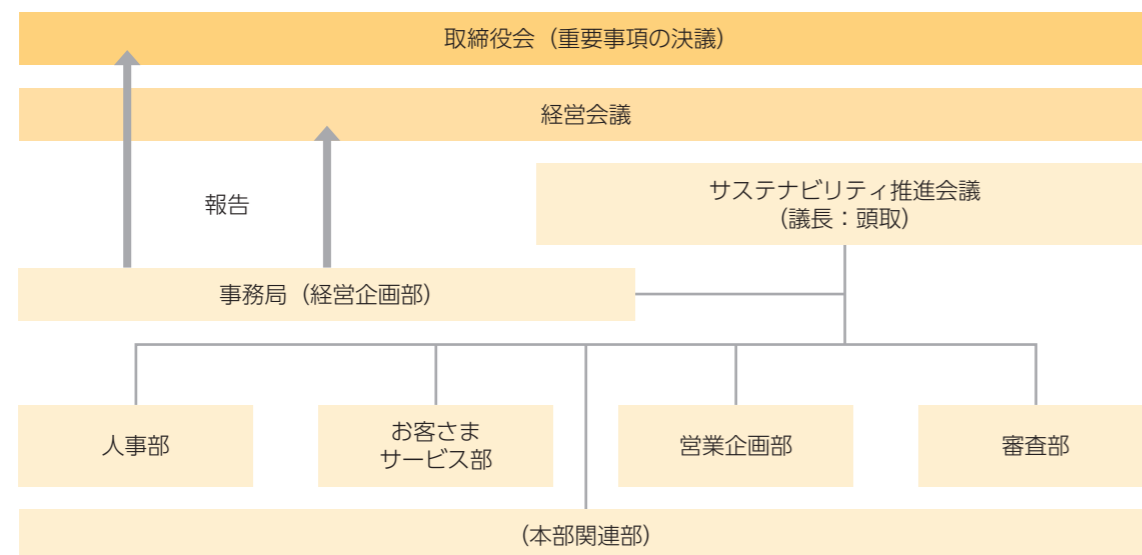 取締役会（重要事項の決議）
経営会議
サステナビリティ推進会議
（議長：頭取）
報告
事務局（経営企画部）
人事部
お客さま
サービス部
営業企画部
審査部
（本部関連部）